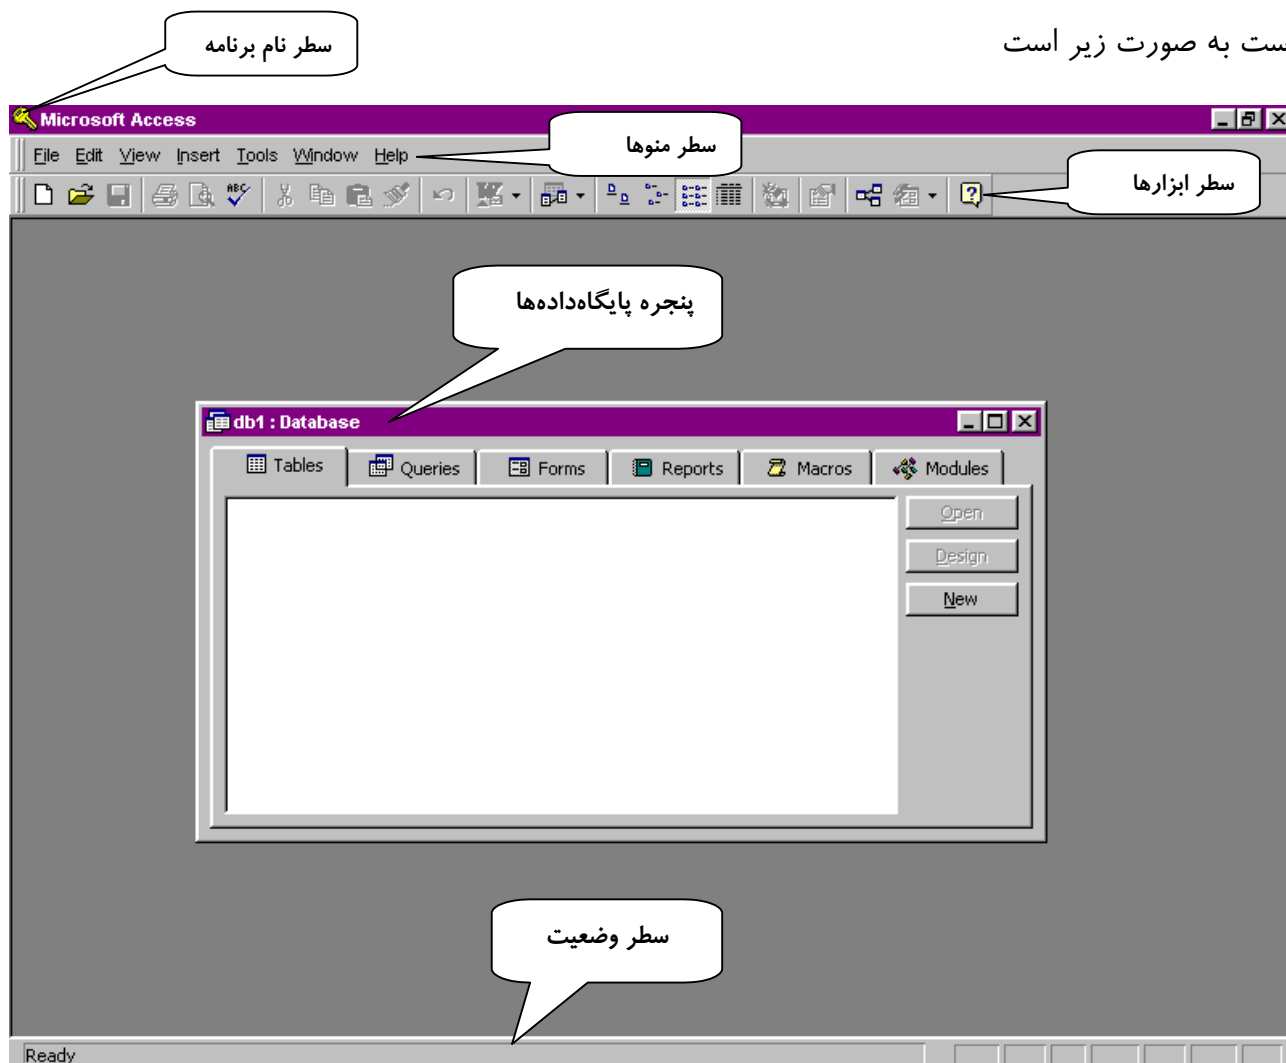 ست به صورت زیر است
سطر نام برنامه
Microsoft Access
سطر منوها
File Edit View Insert Tools Window Help
سطر ابزارها
ABC
پنجره پایگاه‌داده‌ها
db1 : Database
Tables Queries Forms Reports Macros Modules
Open
Design
New
سطر وضعیت
Ready